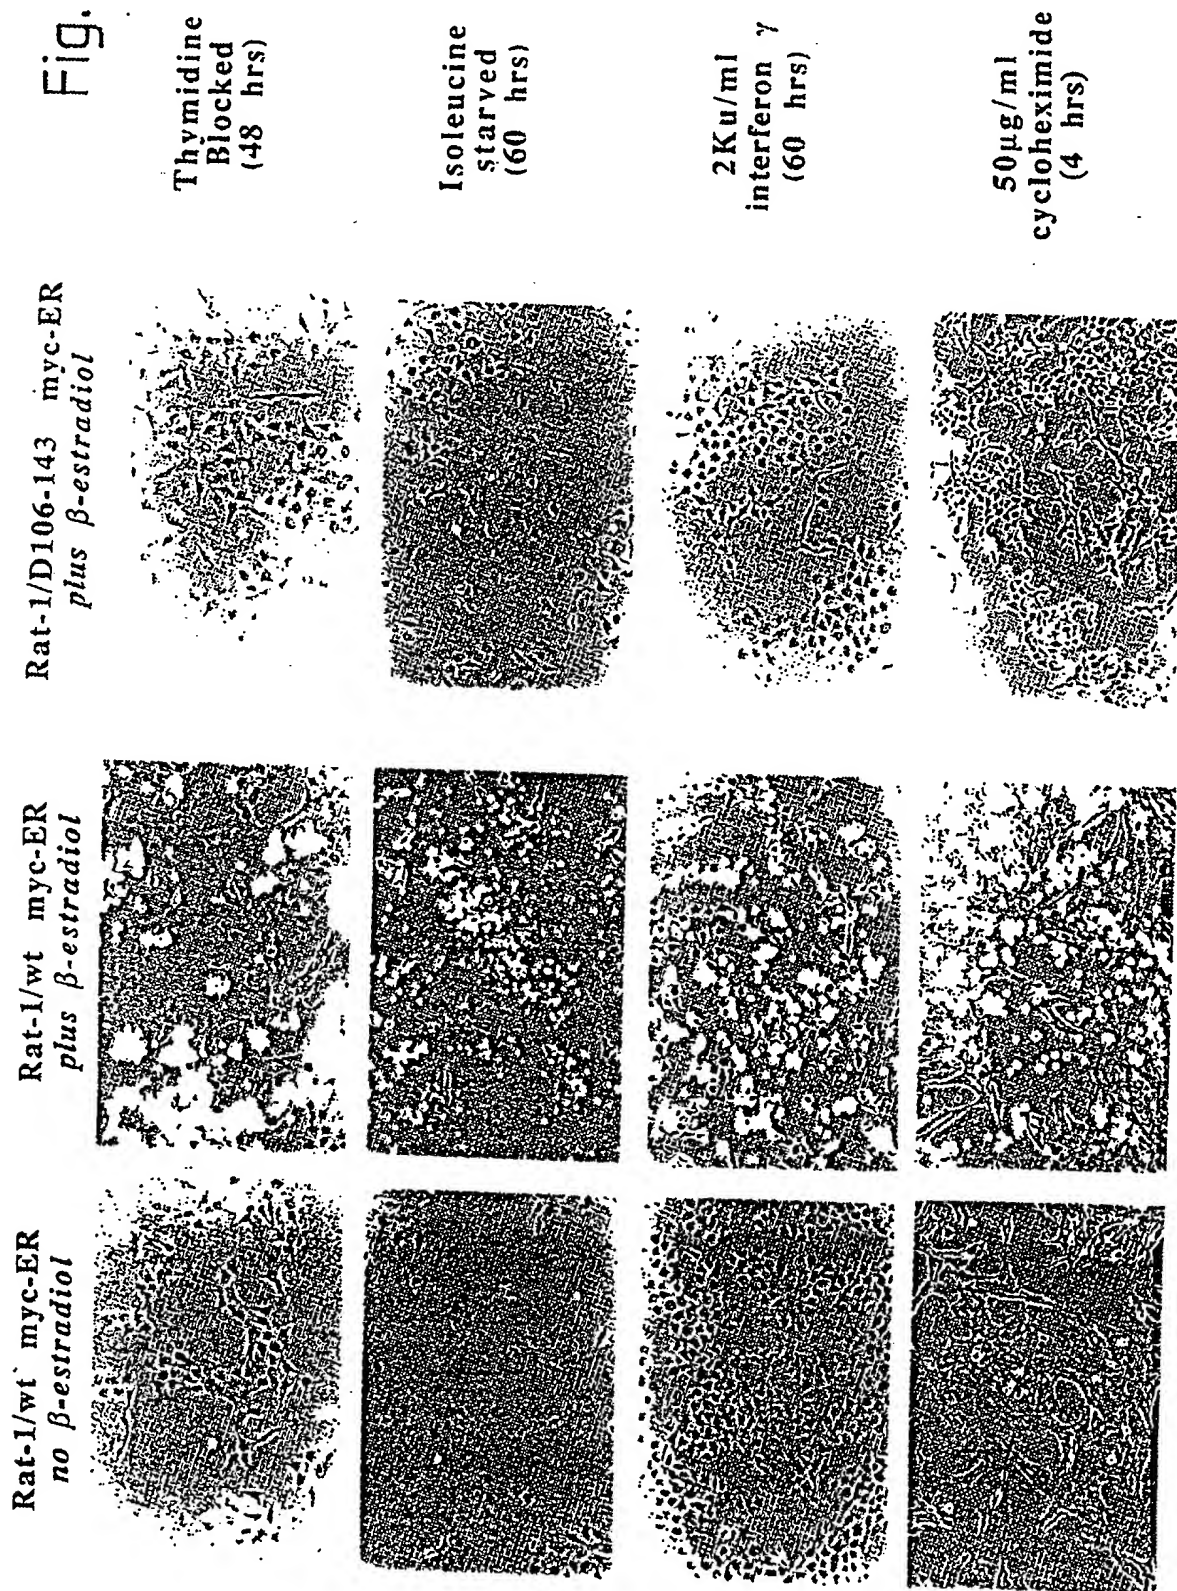 Fig.
Rat-1/wt myc-ER
no β-estradiol
Rat-1/wt myc-ER
plus β-estradiol
Rat-1/D106-143 myc-ER
plus β-estradiol
Thymidine
Blocked
(48 hrs)
Isoleucine
starved
(60 hrs)
2Ku/ml
interferon γ
(60 hrs)
50µg/ml
cycloheximide
(4 hrs)